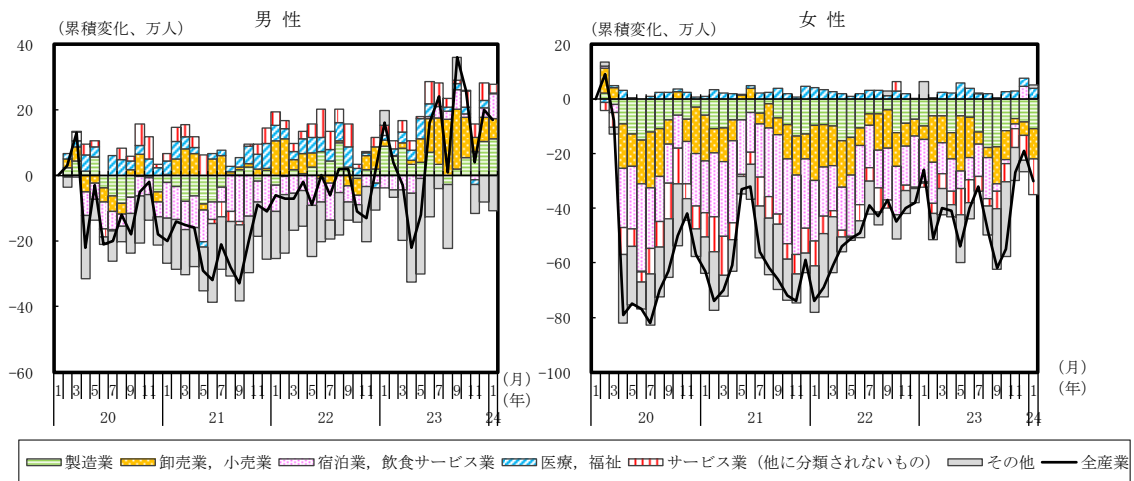 男 性
(累積変化、万人)
40
20
0
−20
−40
−60
1 3 5 7 9 11 1 3 5 7 9 11 1 3 5 7 9 11 1 3 5 7 9 11 1
(月)
20 21 22 23 24
(年)
女 性
(累積変化、万人)
20
0
−20
−40
−60
−80
−100
1 3 5 7 9 11 1 3 5 7 9 11 1 3 5 7 9 11 1 3 5 7 9 11 1
(月)
20 21 22 23 24
(年)
製造業 卸売業,小売業 宿泊業,飲食サービス業 医療,福祉 サービス業(他に分類されないもの) その他 全産業